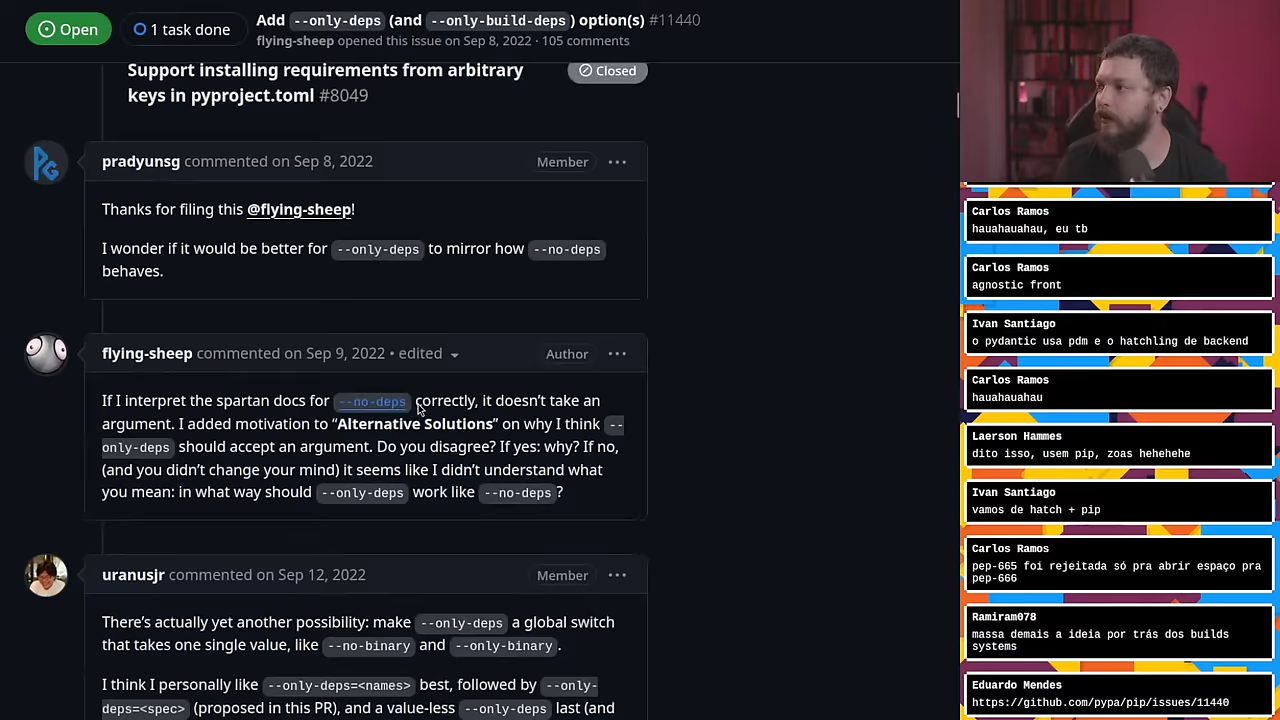 Open
1 task done
Add --only-deps (and --only-build-deps) option(s) #11440
flying-sheep opened this issue on Sep 8, 2022 · 105 comments
Support installing requirements from arbitrary
keys in pyproject.toml #8049
Closed
pradyunsg commented on Sep 8, 2022
Member
Thanks for filing this @flying-sheep!
I wonder if it would be better for --only-deps to mirror how --no-deps
behaves.
flying-sheep commented on Sep 9, 2022 • edited
Author
If I interpret the spartan docs for --no-deps correctly, it doesn’t take an
argument. I added motivation to “Alternative Solutions” on why I think --
only-deps should accept an argument. Do you disagree? If yes: why? If no,
(and you didn’t change your mind) it seems like I didn’t understand what
you mean: in what way should --only-deps work like --no-deps?
uranusjr commented on Sep 12, 2022
Member
There’s actually yet another possibility: make --only-deps a global switch
that takes one single value, like --no-binary and --only-binary.
I think I personally like --only-deps=<names> best, followed by --only-
deps=<spec> (proposed in this PR), and a value-less --only-deps last (and
Carlos Ramos
hauahauahau, eu tb
Carlos Ramos
agnostic front
Ivan Santiago
o pydantic usa pdm e o hatchling de backend
Carlos Ramos
hauahauahau
Laerson Hammes
dito isso, usem pip, zoas hehehehe
Ivan Santiago
vamos de hatch + pip
Carlos Ramos
pep-665 foi rejeitada só pra abrir espaço pra
pep-666
Ramiram078
massa demais a ideia por trás dos builds
systems
Eduardo Mendes
https://github.com/pypa/pip/issues/11440